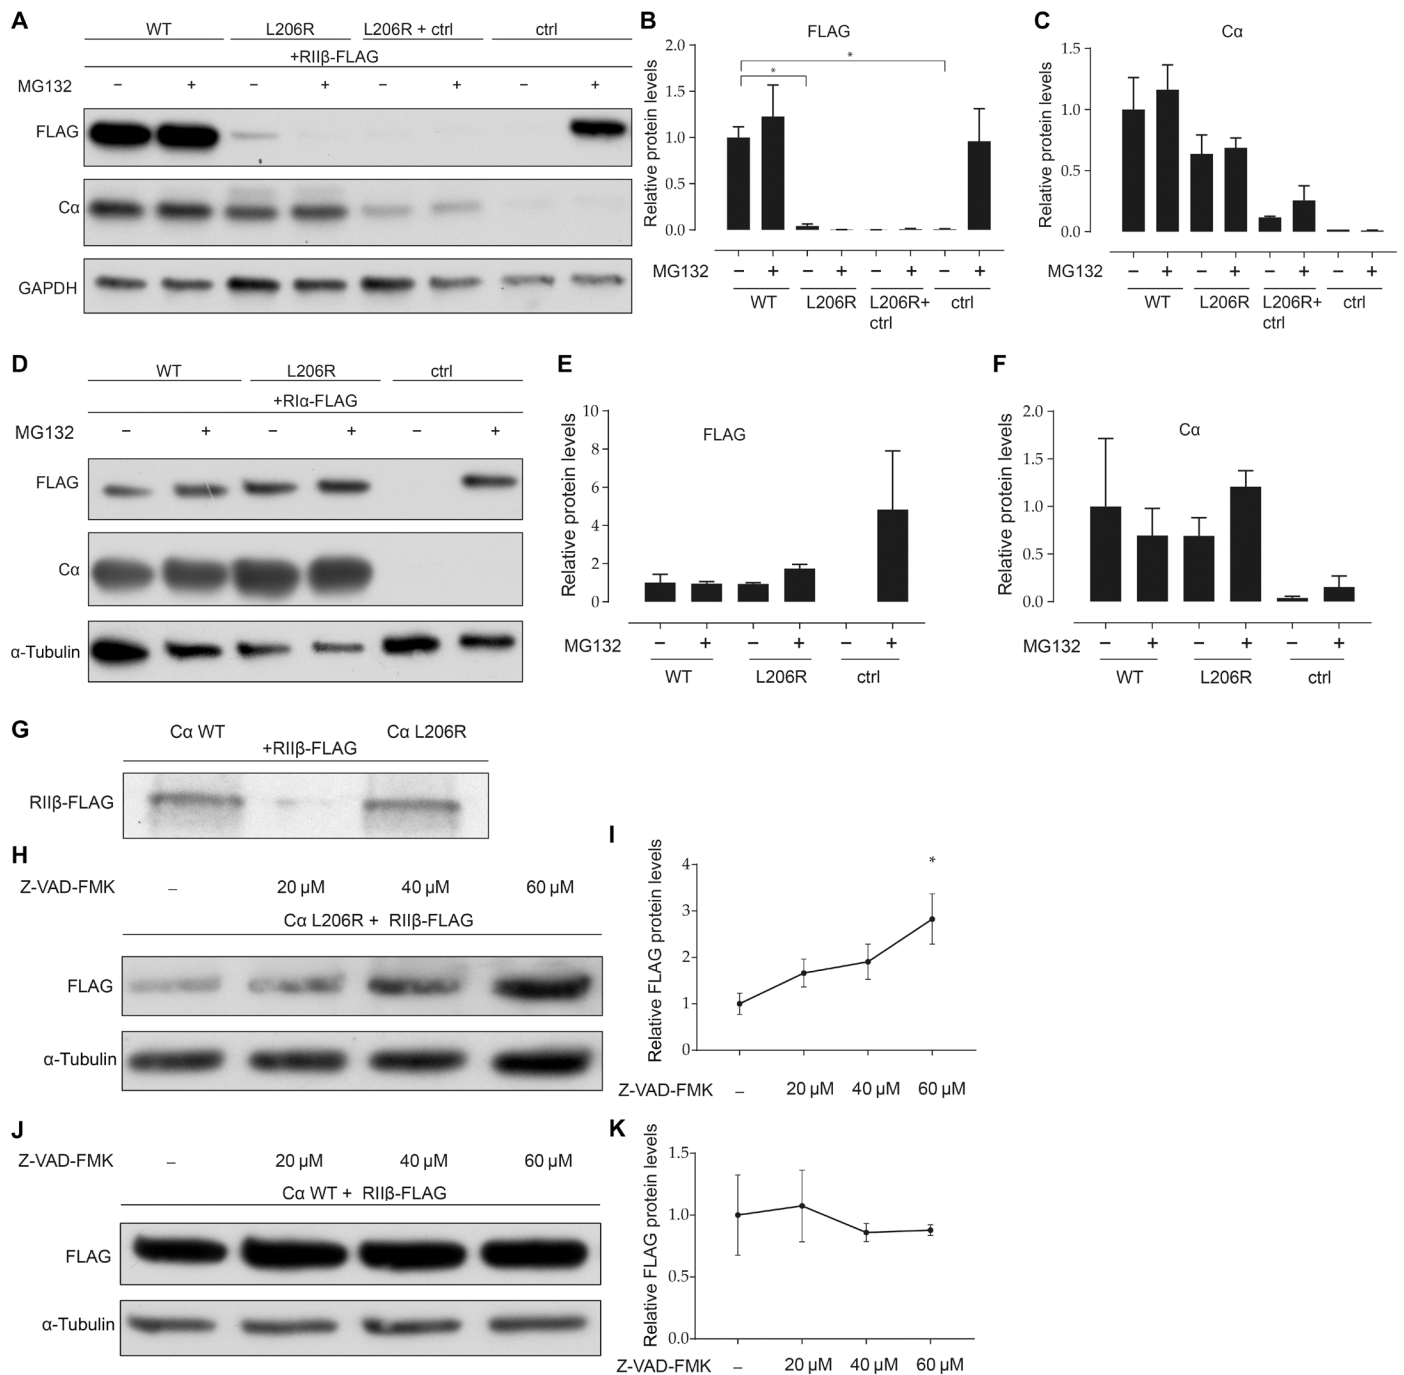 A
WT L206R L206R + ctrl ctrl
+RIIβ-FLAG
MG132 – + – + – + – +
FLAG
Cα
GAPDH
B
FLAG
Relative protein levels
2.0
1.5
1.0
0.5
0.0
* *
MG132 – + – + – + – +
WT L206R L206R+ ctrl
ctrl
C
Cα
Relative protein levels
1.5
1.0
0.5
0.0
MG132 – + – + – + – +
WT L206R L206R+ ctrl
ctrl
D
WT L206R ctrl
+RIα-FLAG
MG132 – + – + – +
FLAG
Cα
α-Tubulin
E
FLAG
Relative protein levels
10
8
6
4
2
0
MG132 – + – + – +
WT L206R ctrl
F
Cα
Relative protein levels
2.0
1.5
1.0
0.5
0.0
MG132 – + – + – +
WT L206R ctrl
G
Cα WT Cα L206R
+RIIβ-FLAG
RIIβ-FLAG
H
Z-VAD-FMK – 20 µM 40 µM 60 µM
Cα L206R + RIIβ-FLAG
FLAG
α-Tubulin
I
Relative FLAG protein levels
4
3
2
1
0
*
Z-VAD-FMK – 20 µM 40 µM 60 µM
J
Z-VAD-FMK – 20 µM 40 µM 60 µM
Cα WT + RIIβ-FLAG
FLAG
α-Tubulin
K
Relative FLAG protein levels
1.5
1.0
0.5
0.0
Z-VAD-FMK – 20 µM 40 µM 60 µM